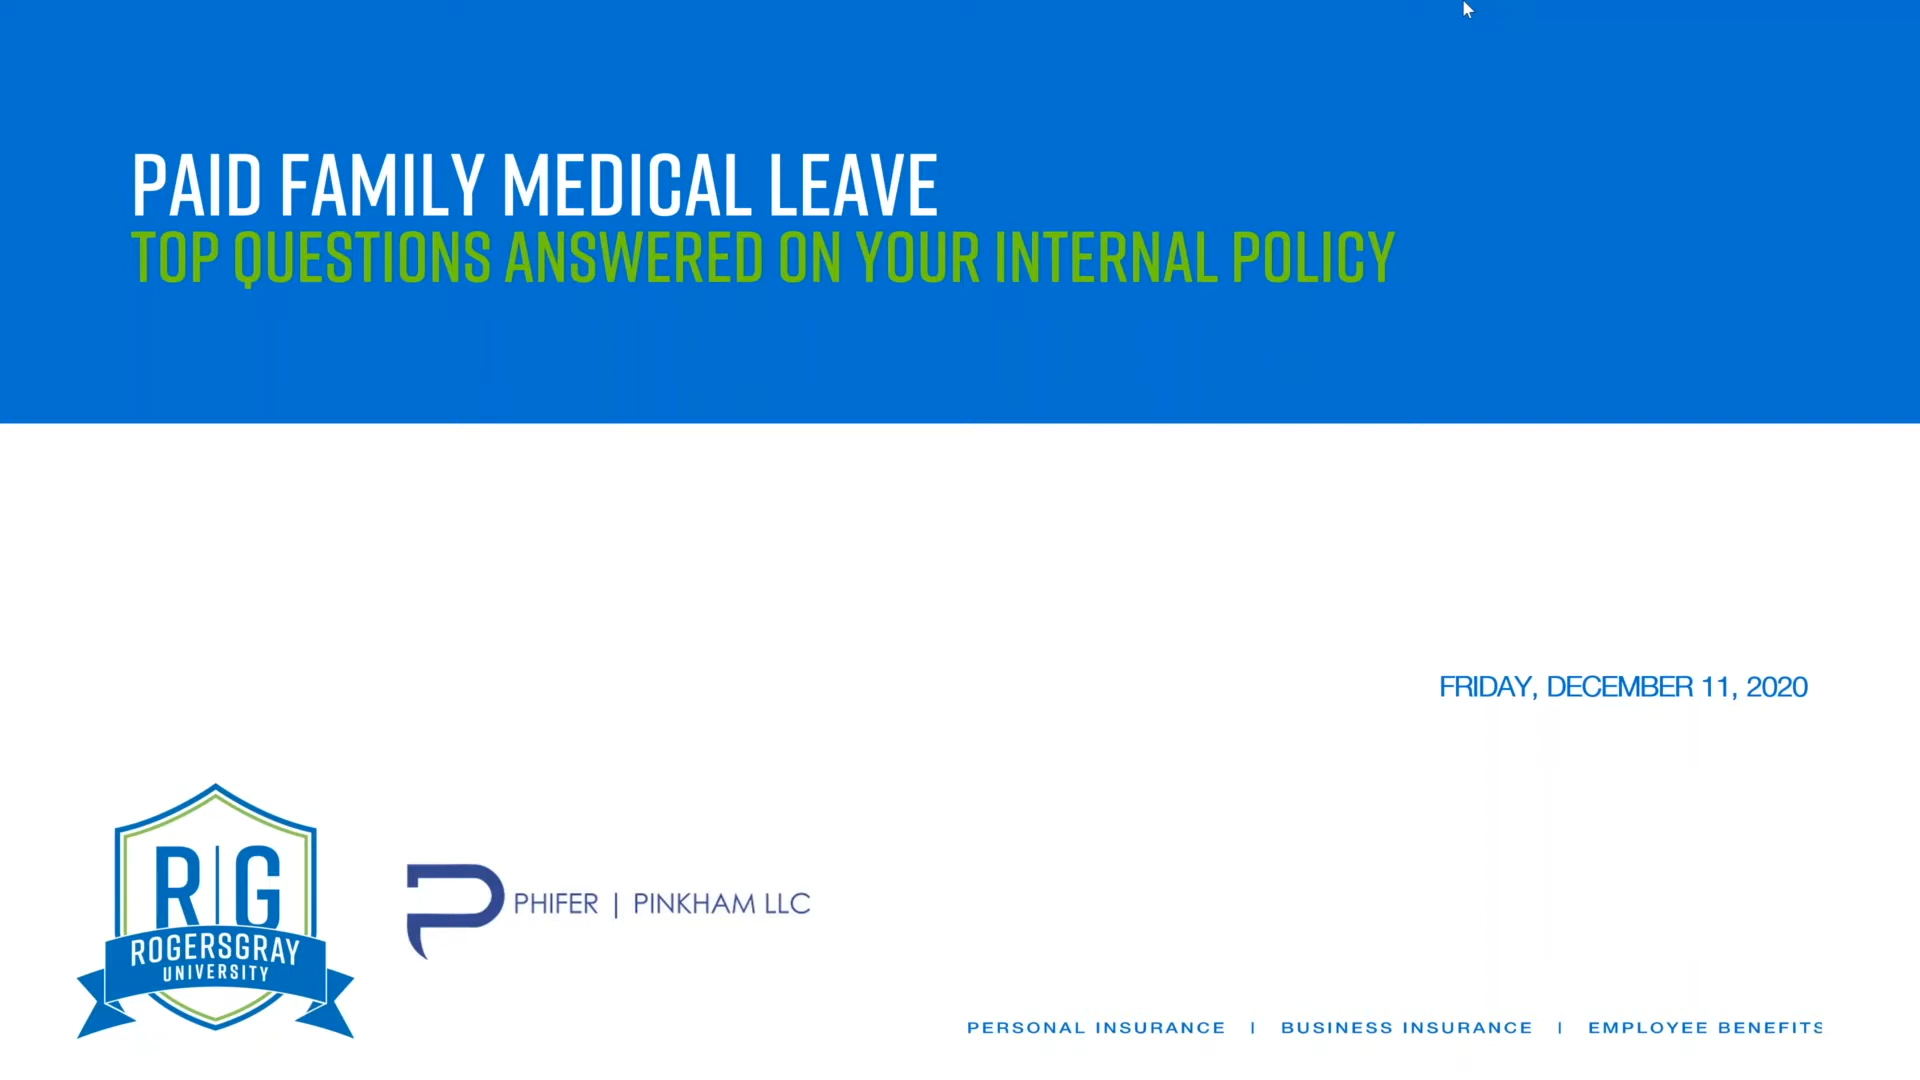 PAID FAMILY MEDICAL LEAVE
TOP QUESTIONS ANSWERED ON YOUR INTERNAL POLICY
FRIDAY, DECEMBER 11, 2020
R|G
ROGERSGRAY
UNIVERSITY
PHIFER | PINKHAM LLC
PERSONAL INSURANCE | BUSINESS INSURANCE | EMPLOYEE BENEFITS